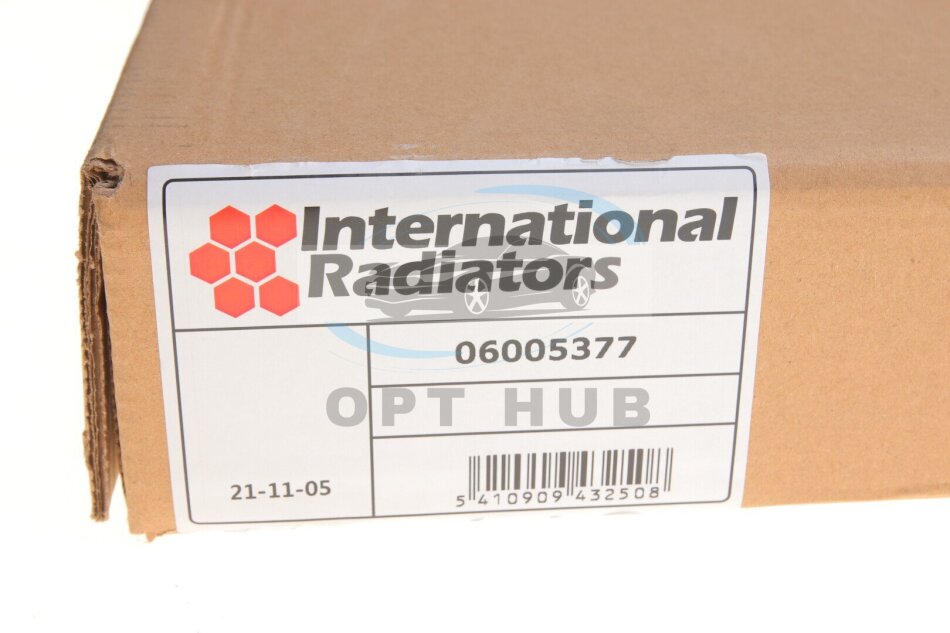 International
Radiators
06005377
OPT HUB
21-11-05
5 410909 432508